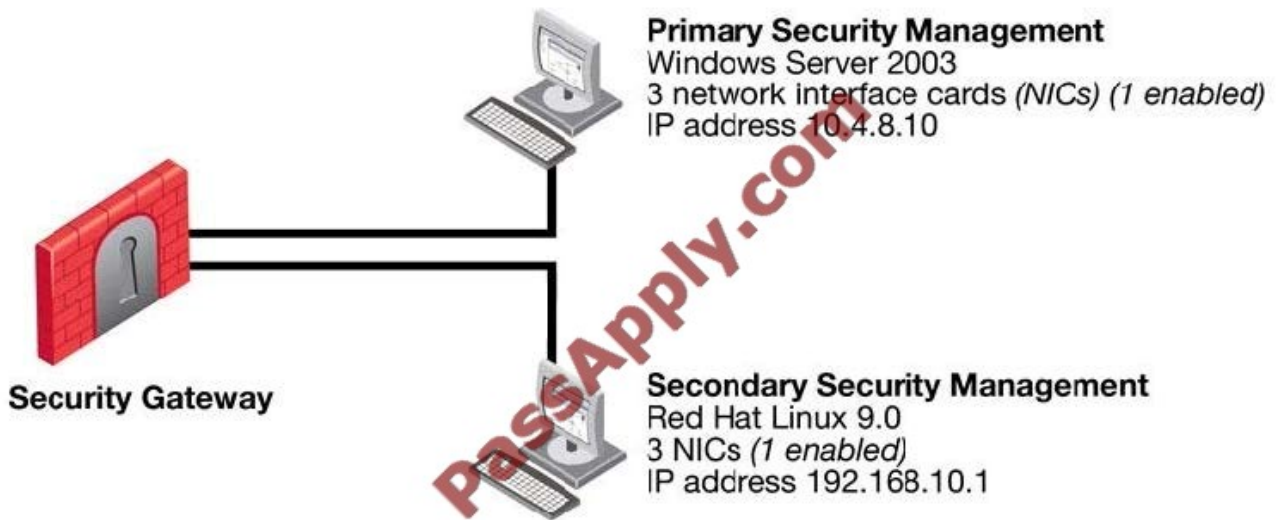 Primary Security Management
Windows Server 2003
3 network interface cards (NICs) (1 enabled)
IP address 10.4.8.10
PassApply.com
Security Gateway
Secondary Security Management
Red Hat Linux 9.0
3 NICs (1 enabled)
IP address 192.168.10.1